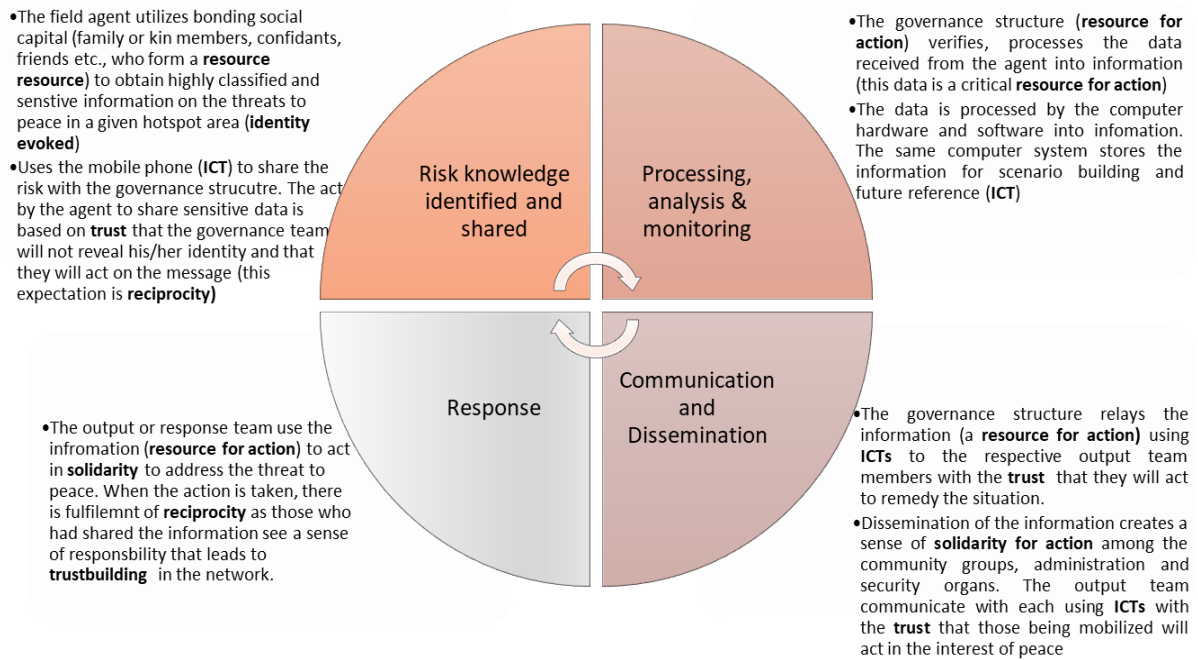 •The field agent utilizes bonding social
capital (family or kin members, confidants,
friends etc., who form a resource
resource) to obtain highly classified and
senstive information on the threats to
peace in a given hotspot area (identity
evoked)
•Uses the mobile phone (ICT) to share the
risk with the governance strucutre. The act
by the agent to share sensitive data is
based on trust that the governance team
will not reveal his/her identity and that
they will act on the message (this
expectation is reciprocity)
Risk knowledge
identified and
shared
Processing,
analysis &
monitoring
•The governance structure (resource for
action) verifies, processes the data
received from the agent into information
(this data is a critical resource for action)
•The data is processed by the computer
hardware and software into infomation.
The same computer system stores the
information for scenario building and
future reference (ICT)
•The output or response team use the
infromation (resource for action) to act
in solidarity to address the threat to
peace. When the action is taken, there
is fulfilemnt of reciprocity as those who
had shared the information see a sense
of responsbility that leads to
trustbuilding in the network.
Response
Communication
and
Dissemination
•The governance structure relays the
information (a resource for action) using
ICTs to the respective output team
members with the trust that they will act
to remedy the situation.
•Dissemination of the information creates a
sense of solidarity for action among the
community groups, administration and
security organs. The output team
communicate with each using ICTs with
the trust that those being mobilized will
act in the interest of peace